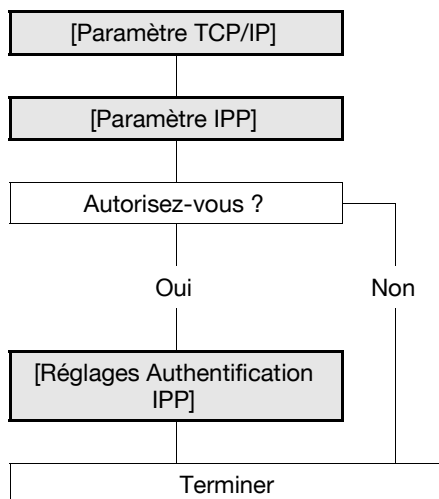 [Paramètre TCP/IP]
[Paramètre IPP]
Autorisez-vous ?
Oui
Non
[Réglages Authentification
IPP]
Terminer